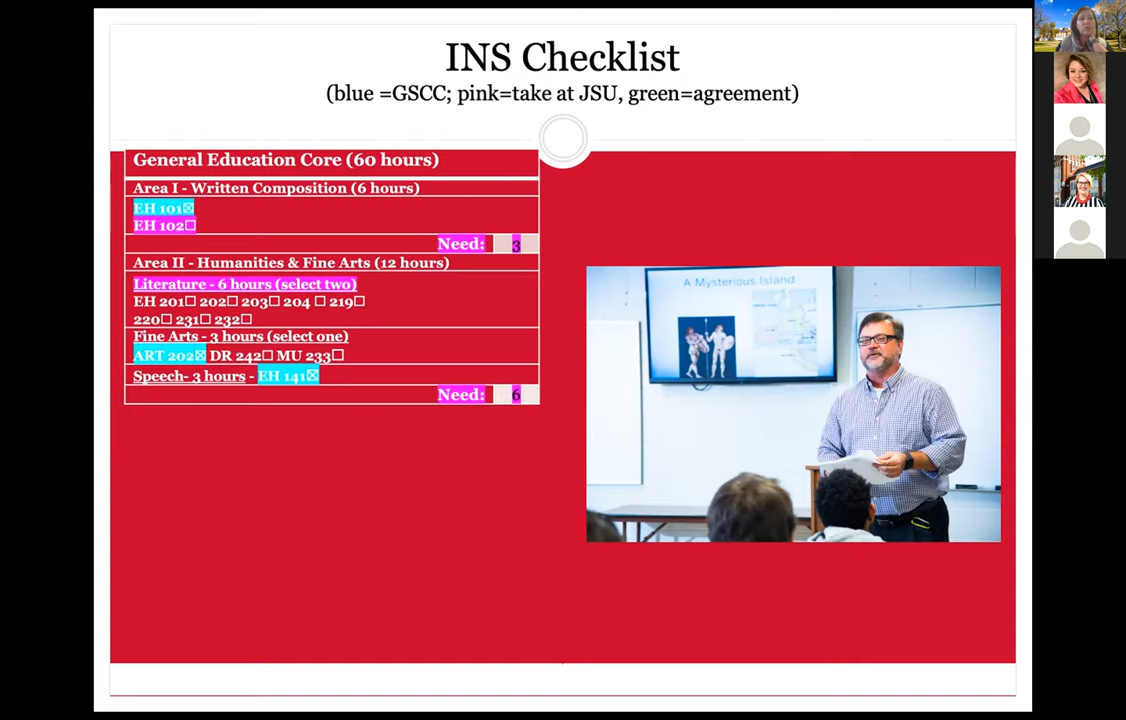 INS Checklist
(blue =GSCC; pink=take at JSU, green=agreement)
General Education Core (60 hours)
Area I - Written Composition (6 hours)
EH 101☒
EH 102☐
Need: 3
Area II - Humanities & Fine Arts (12 hours)
Literature - 6 hours (select two)
EH 201☐ 202☐ 203☐ 204 ☐ 219☐
220☐ 231☐ 232☐
Fine Arts - 3 hours (select one)
ART 202☒ DR 242☐ MU 233☐
Speech- 3 hours - EH 141☒
Need: 6
A Mysterious Island